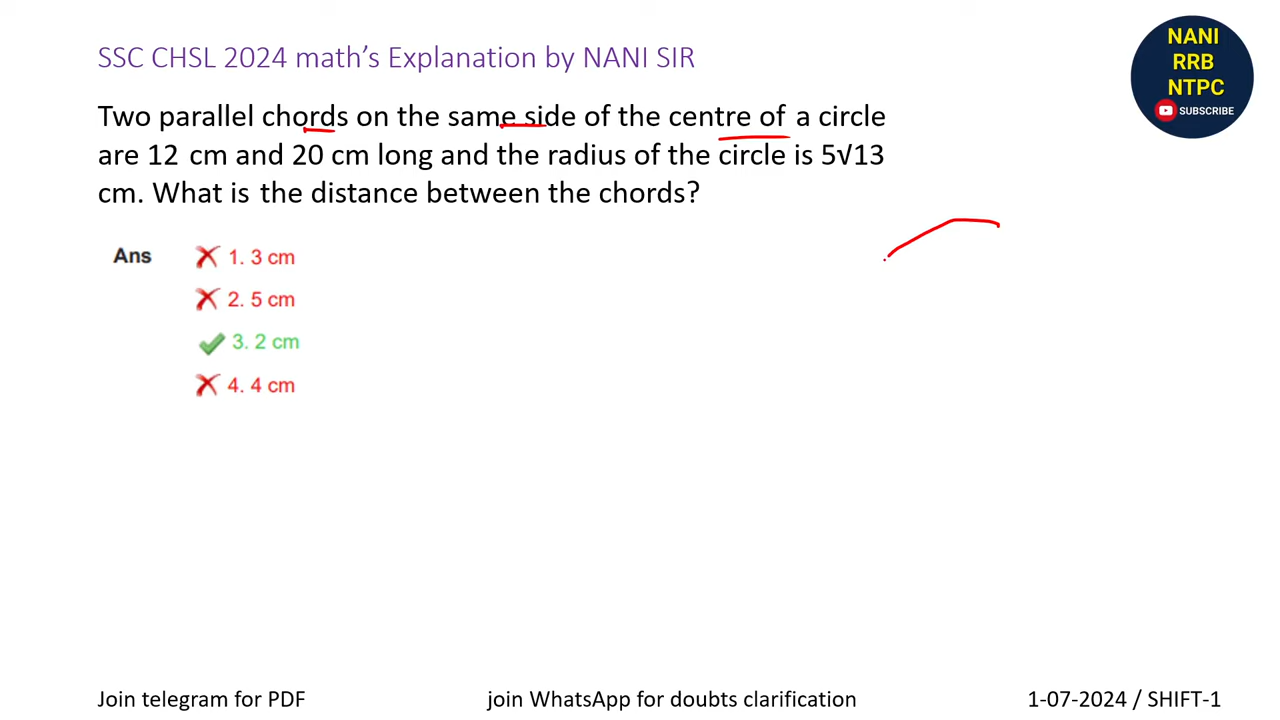 SSC CHSL 2024 math’s Explanation by NANI SIR
NANI
RRB
NTPC
SUBSCRIBE
Two parallel chords on the same side of the centre of a circle
are 12 cm and 20 cm long and the radius of the circle is 5√13
cm. What is the distance between the chords?
Ans
1. 3 cm
2. 5 cm
3. 2 cm
4. 4 cm
Join telegram for PDF
join WhatsApp for doubts clarification
1-07-2024 / SHIFT-1